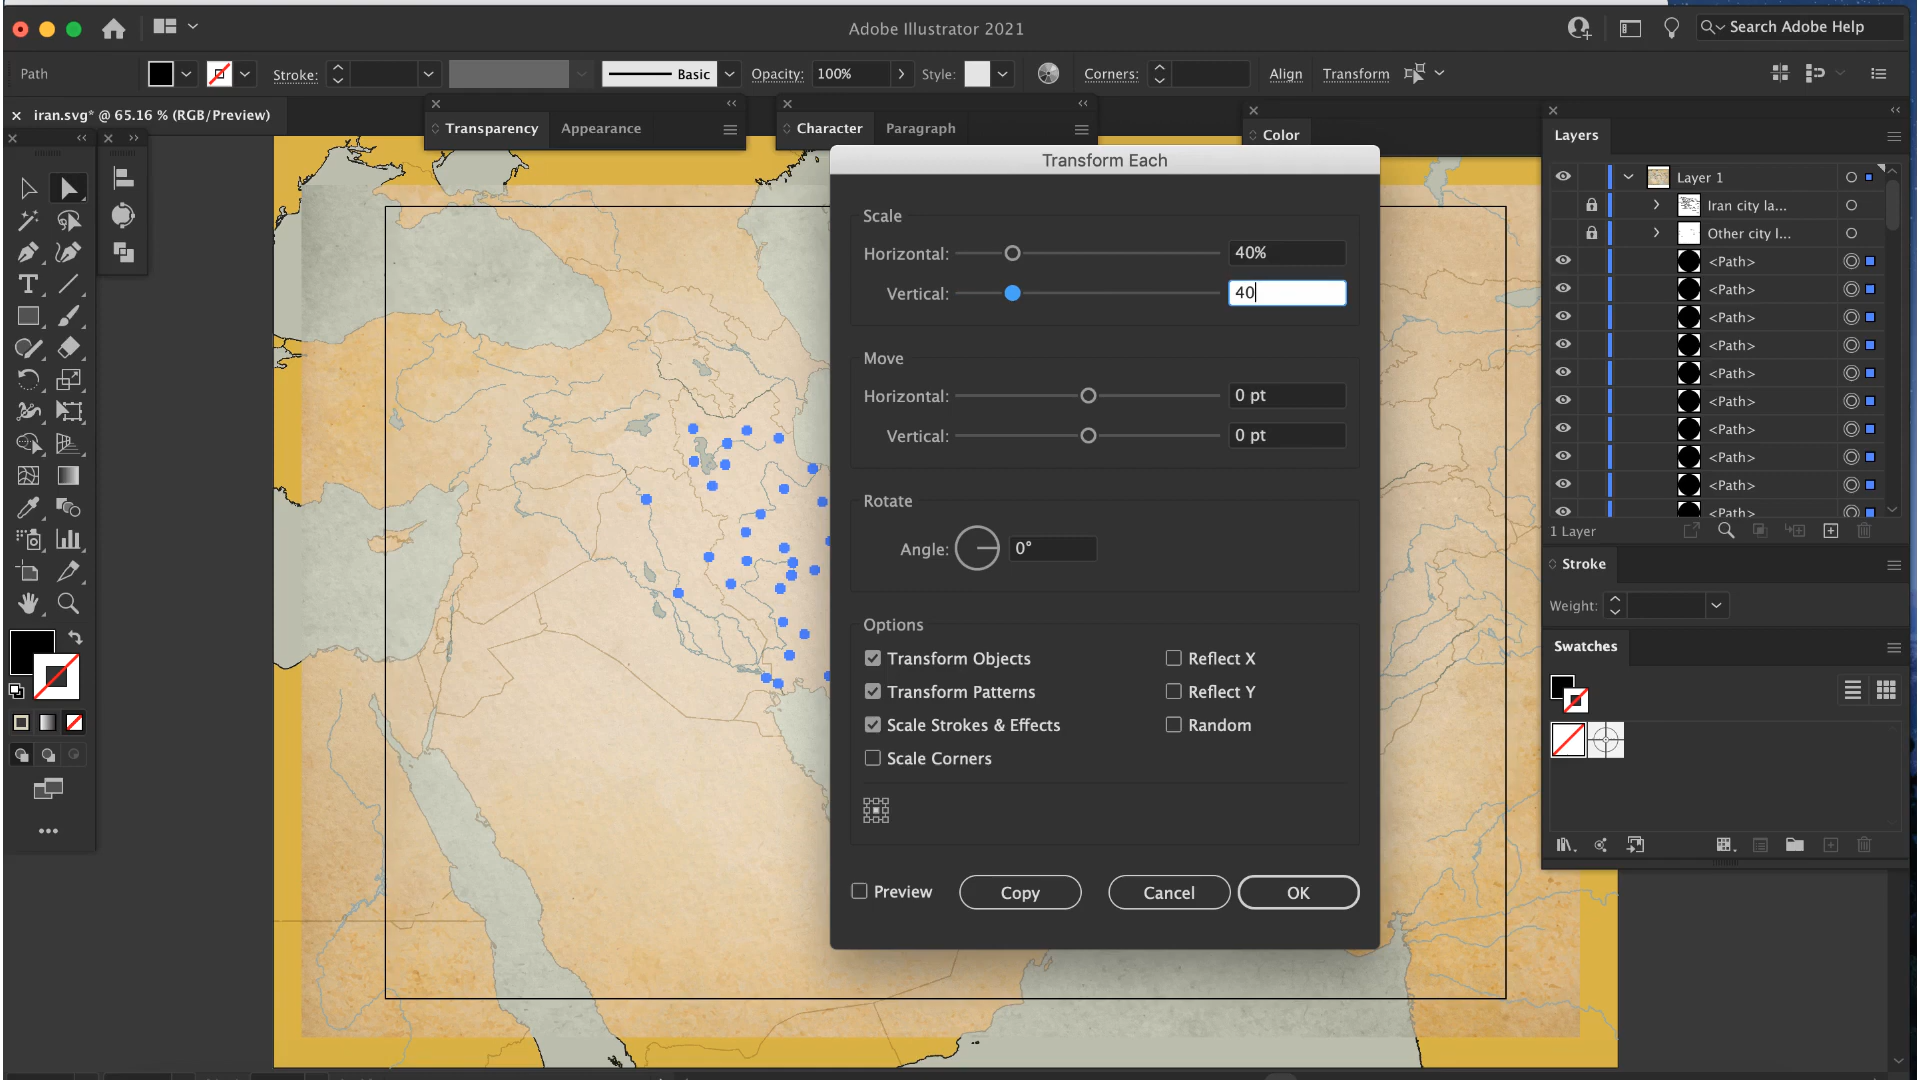 Adobe Illustrator 2021
Search Adobe Help
Path
Stroke:
Basic
Opacity:
100%
Style:
Corners:
Align
Transform
iran.svg* @ 65.16 % (RGB/Preview)
Transparency
Appearance
Character
Paragraph
Color
Layers
Transform Each
Scale
Horizontal:
40%
Vertical:
40
Move
Horizontal:
0 pt
Vertical:
0 pt
Rotate
Angle:
0°
Options
Transform Objects
Reflect X
Transform Patterns
Reflect Y
Scale Strokes & Effects
Random
Scale Corners
Preview
Copy
Cancel
OK
Layer 1
Iran city la...
Other city l...
<Path>
<Path>
<Path>
<Path>
<Path>
<Path>
<Path>
<Path>
<Path>
<Path>
1 Layer
Stroke
Weight:
Swatches